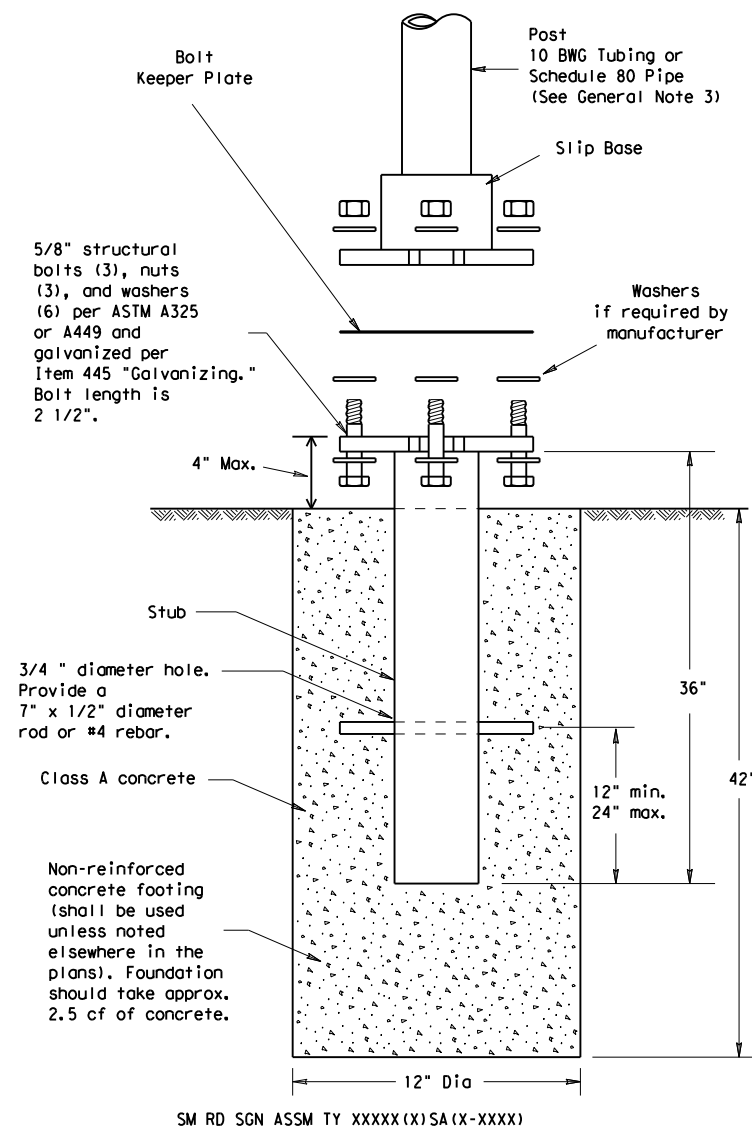 Post
10 BWG Tubing or
Schedule 80 Pipe
(See General Note 3)
Bolt
Keeper Plate
Slip Base
5/8" structural
bolts (3), nuts
(3), and washers
(6) per ASTM A325
or A449 and
galvanized per
Item 445 "Galvanizing."
Bolt length is
2 1/2".
Washers
if required by
manufacturer
4" Max.
Stub
3/4 " diameter hole.
Provide a
7" x 1/2" diameter
rod or #4 rebar.
36"
Class A concrete
12" min.
24" max.
42"
Non-reinforced
concrete footing
(shall be used
unless noted
elsewhere in the
plans). Foundation
should take approx.
2.5 cf of concrete.
12" Dia
SM RD SGN ASSM TY XXXXX(X)SA(X-XXXX)